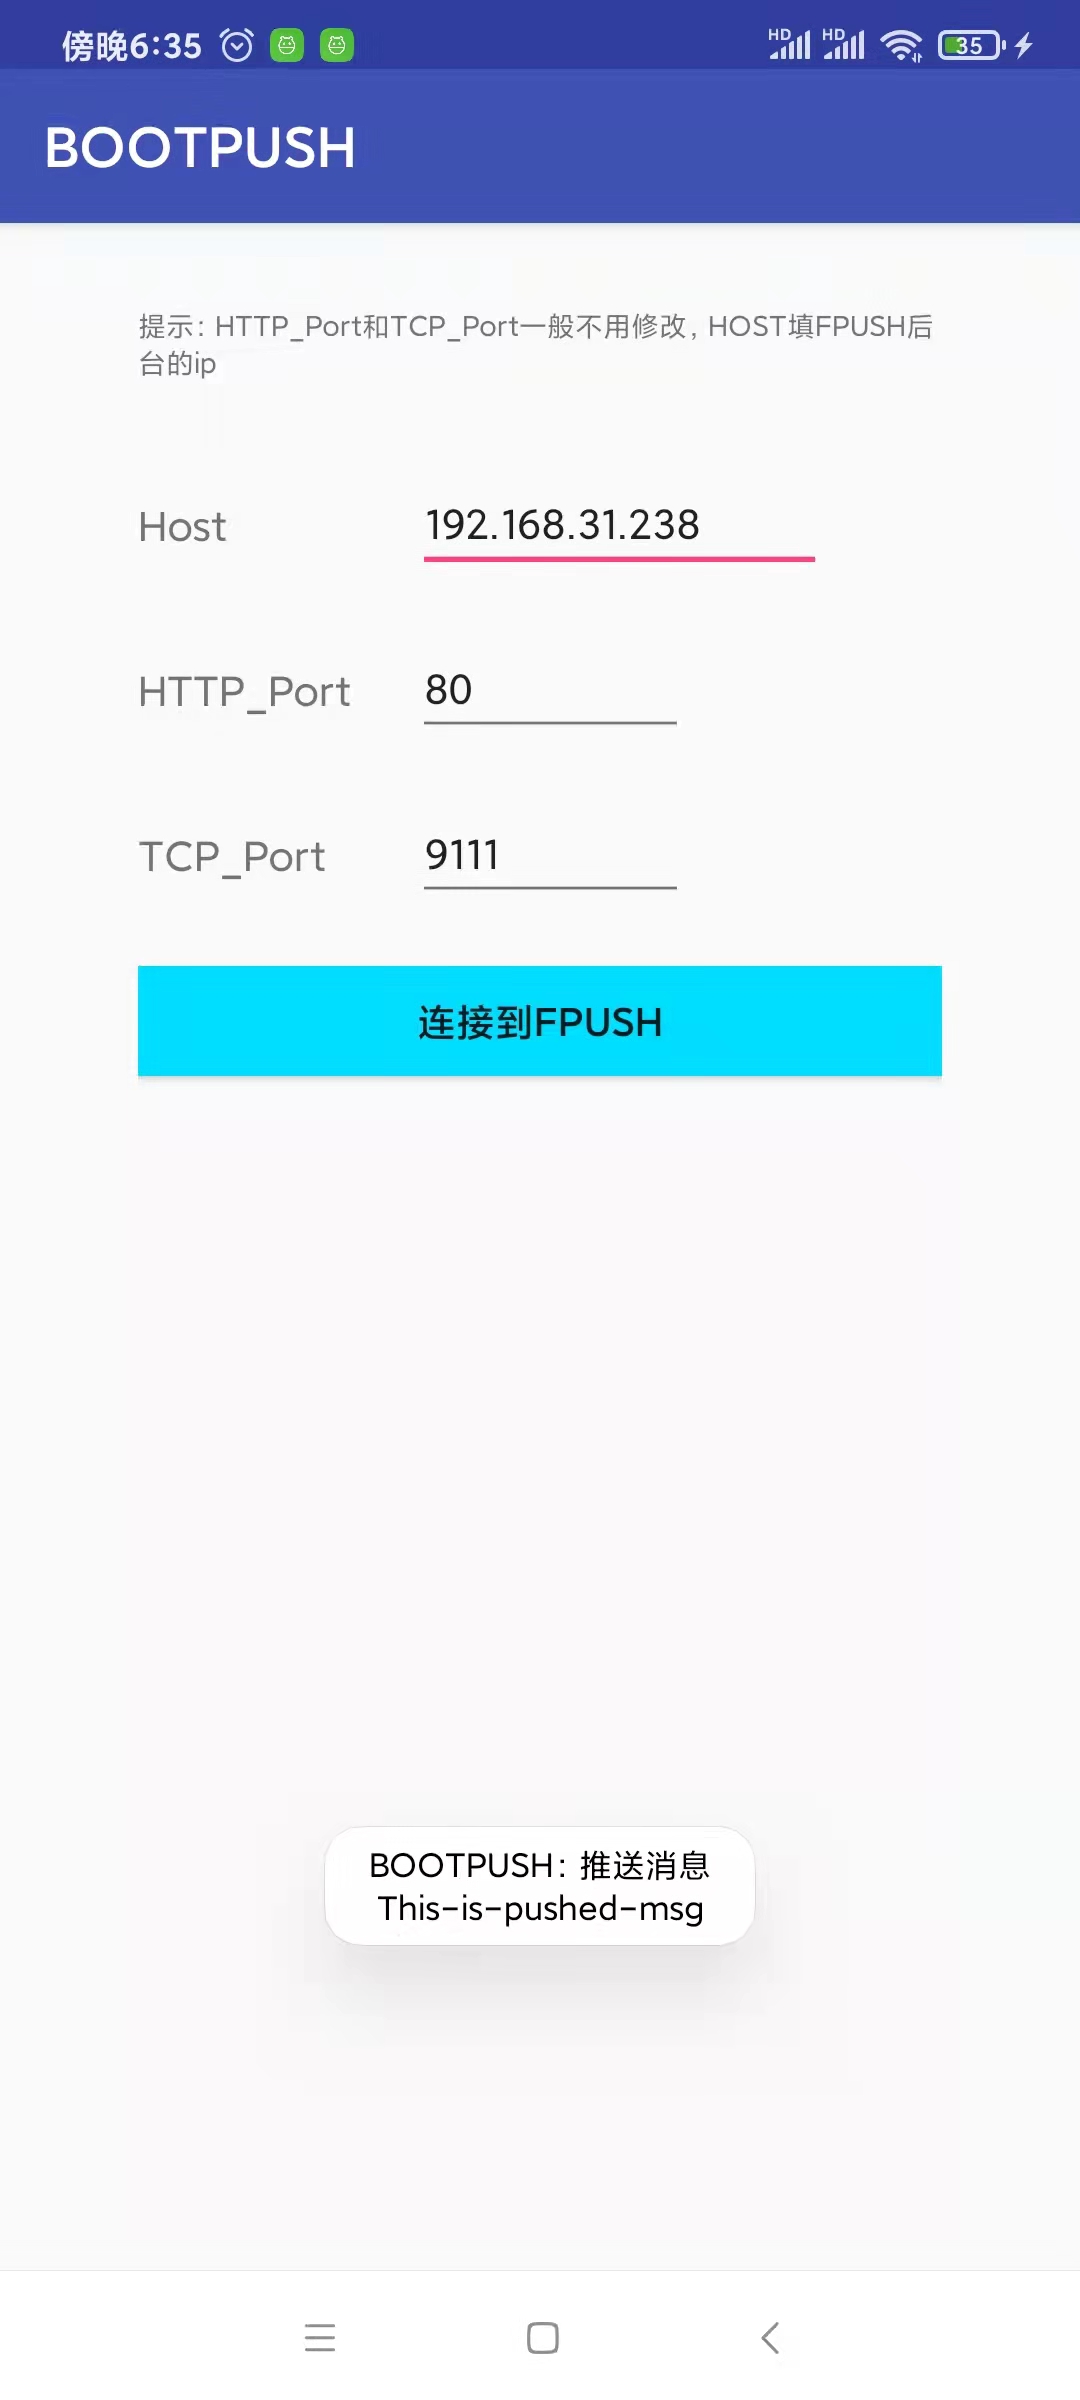 傍晚6:35
HD HD 35
BOOTPUSH
提示: HTTP_Port和TCP_Port一般不用修改, HOST填FPUSH后
台的ip
Host 192.168.31.238
HTTP_Port 80
TCP_Port 9111
连接到FPUSH
BOOTPUSH: 推送消息
This-is-pushed-msg